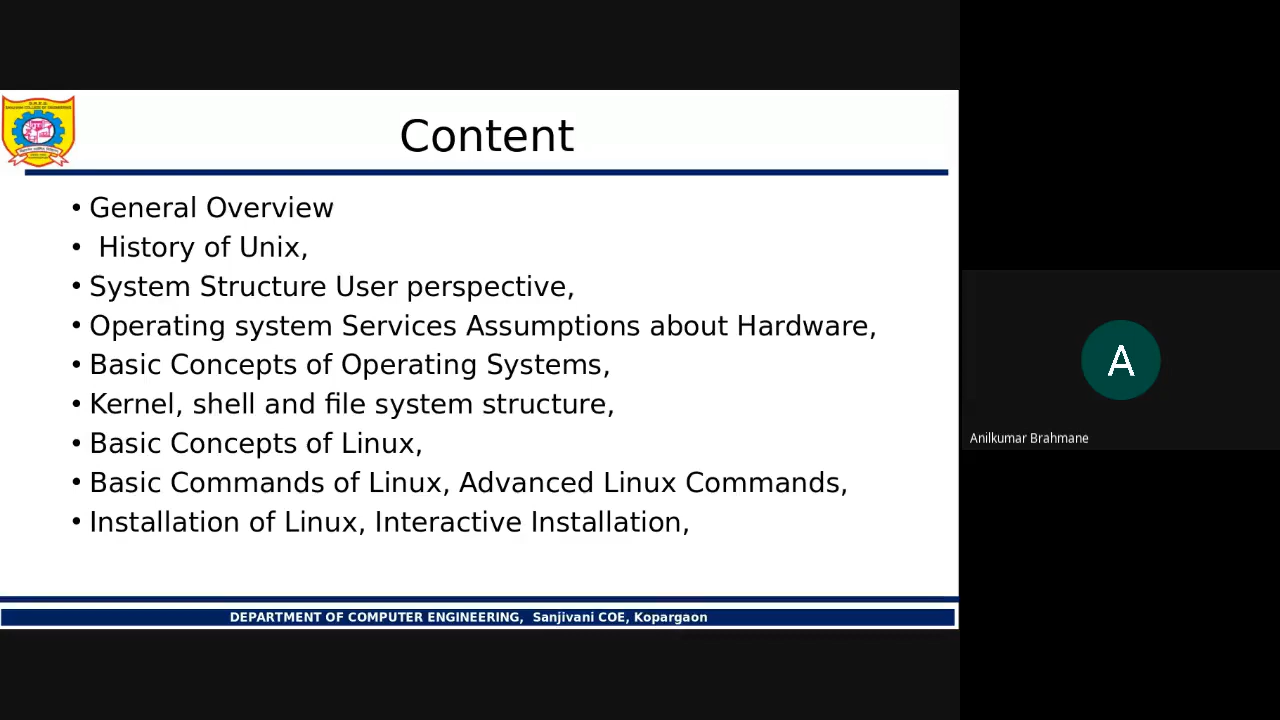 Content
• General Overview
• History of Unix,
• System Structure User perspective,
• Operating system Services Assumptions about Hardware,
• Basic Concepts of Operating Systems,
• Kernel, shell and file system structure,
• Basic Concepts of Linux,
• Basic Commands of Linux, Advanced Linux Commands,
• Installation of Linux, Interactive Installation,
DEPARTMENT OF COMPUTER ENGINEERING, Sanjivani COE, Kopargaon
A
Anilkumar Brahmane